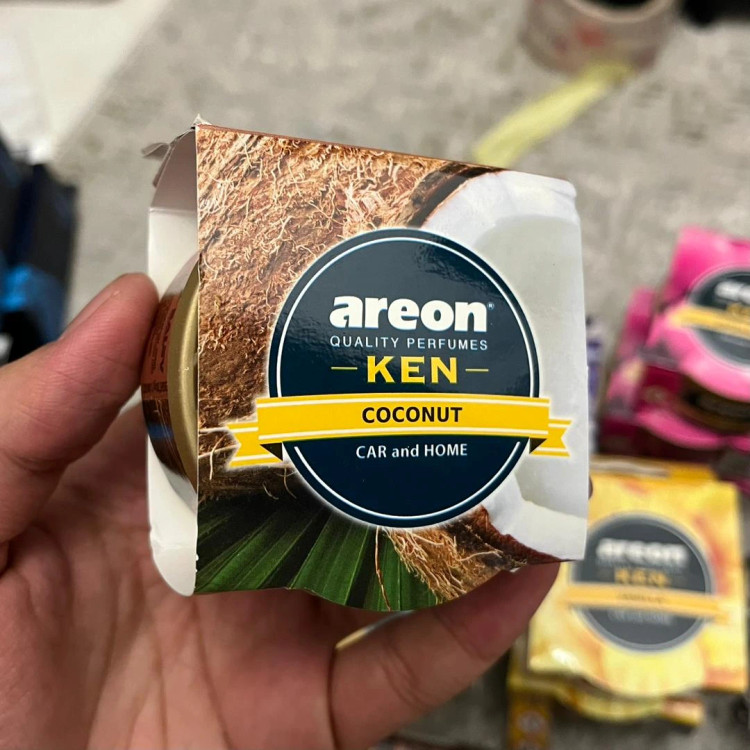 areon®
QUALITY PERFUMES
KEN
COCONUT
CAR and HOME
areon
KEN